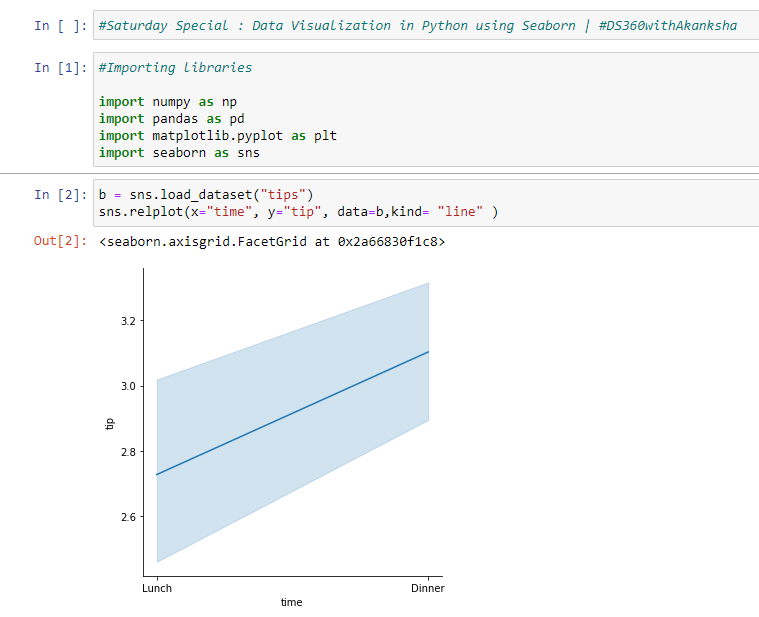 In [ ]: #Saturday Special : Data Visualization in Python using Seaborn | #DS360withAkanksha
In [1]: #Importing libraries
import numpy as np
import pandas as pd
import matplotlib.pyplot as plt
import seaborn as sns
In [2]: b = sns.load_dataset("tips")
sns.relplot(x="time", y="tip", data=b,kind= "line" )
Out[2]: <seaborn.axisgrid.FacetGrid at 0x2a66830f1c8>
3.2
3.0
tip
2.8
2.6
Lunch Dinner
time